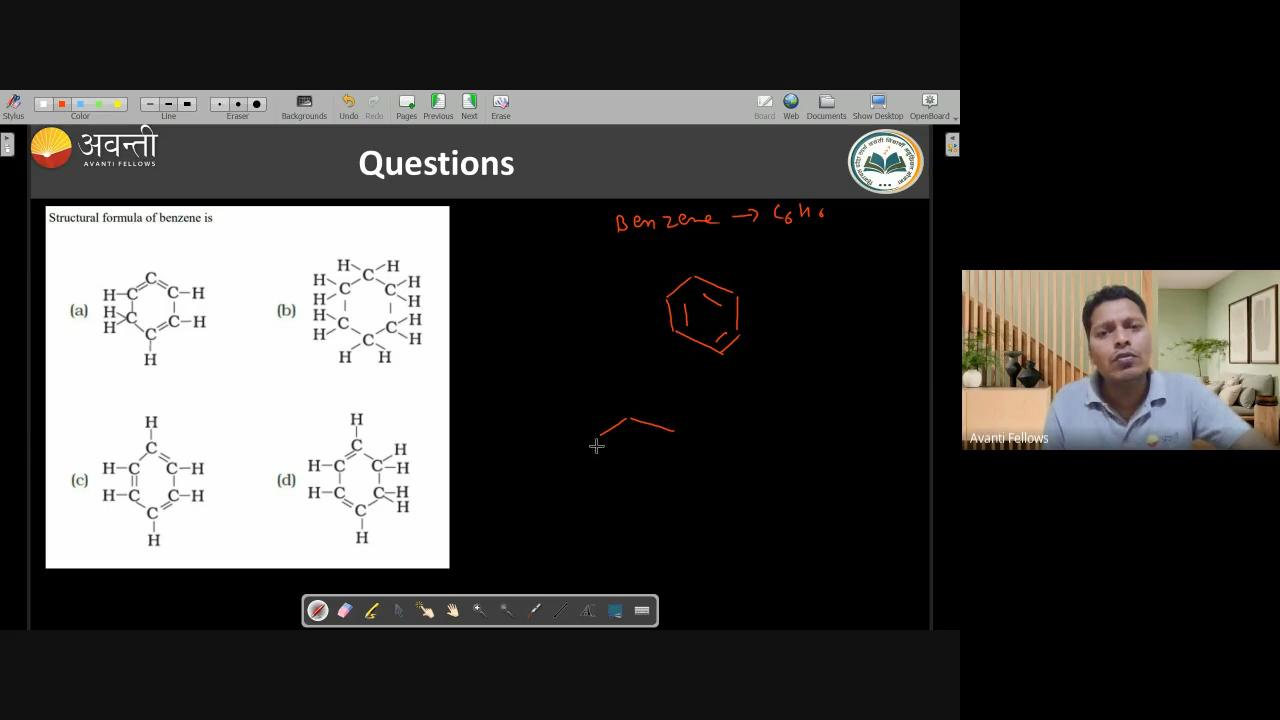 Stylus
Color
Line
Eraser
Backgrounds
Undo
Redo
Pages
Previous
Next
Erase
Board
Web
Documents
Show Desktop
OpenBoard
अवन्ती
AVANTI FELLOWS
Questions
Structural formula of benzene is
Benzene → C6H6
(a)
C
H-C C-H
H
H C C-H
C
H
(b)
H H
H C H
H C C H
H H
H C C H
H C H
H H
(c)
H
C
H-C C-H
H-C C-H
C
H
(d)
H
C H
H-C C-H
H-C C-H
C H
H
Avanti Fellows